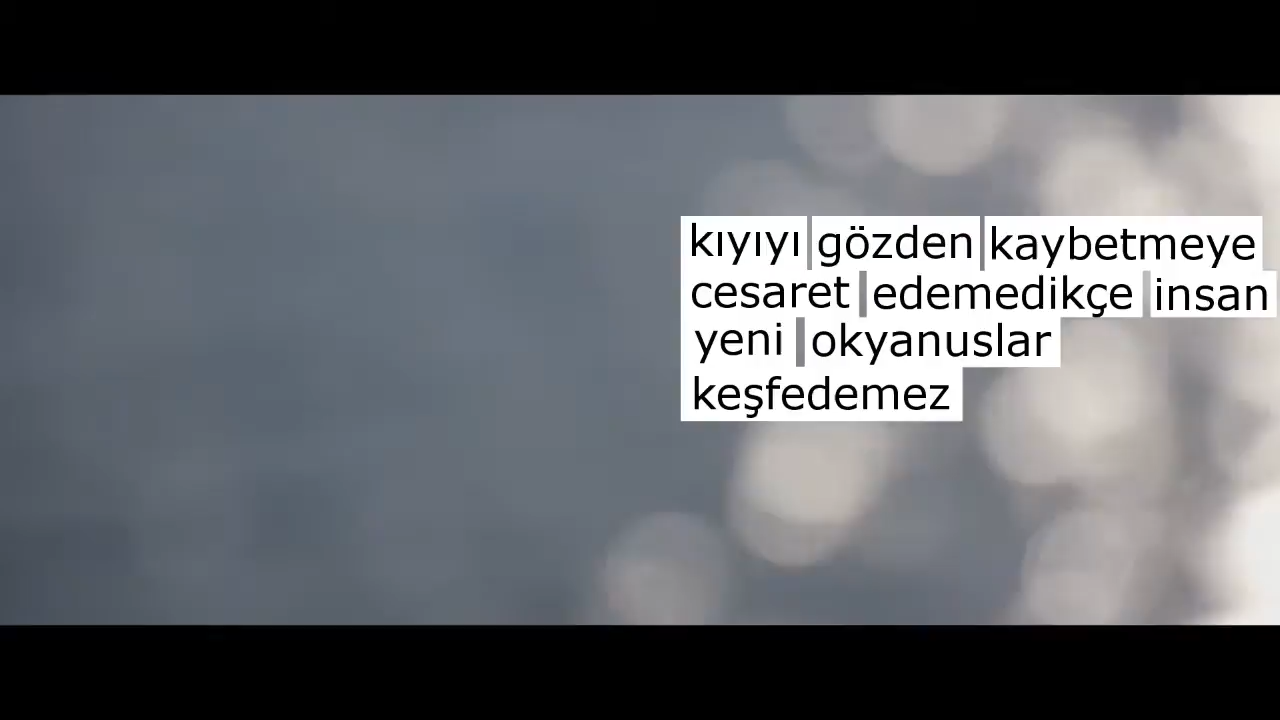 kıyıyı gözden kaybetmeye
cesaret edemedikçe insan
yeni okyanuslar
keşfedemez